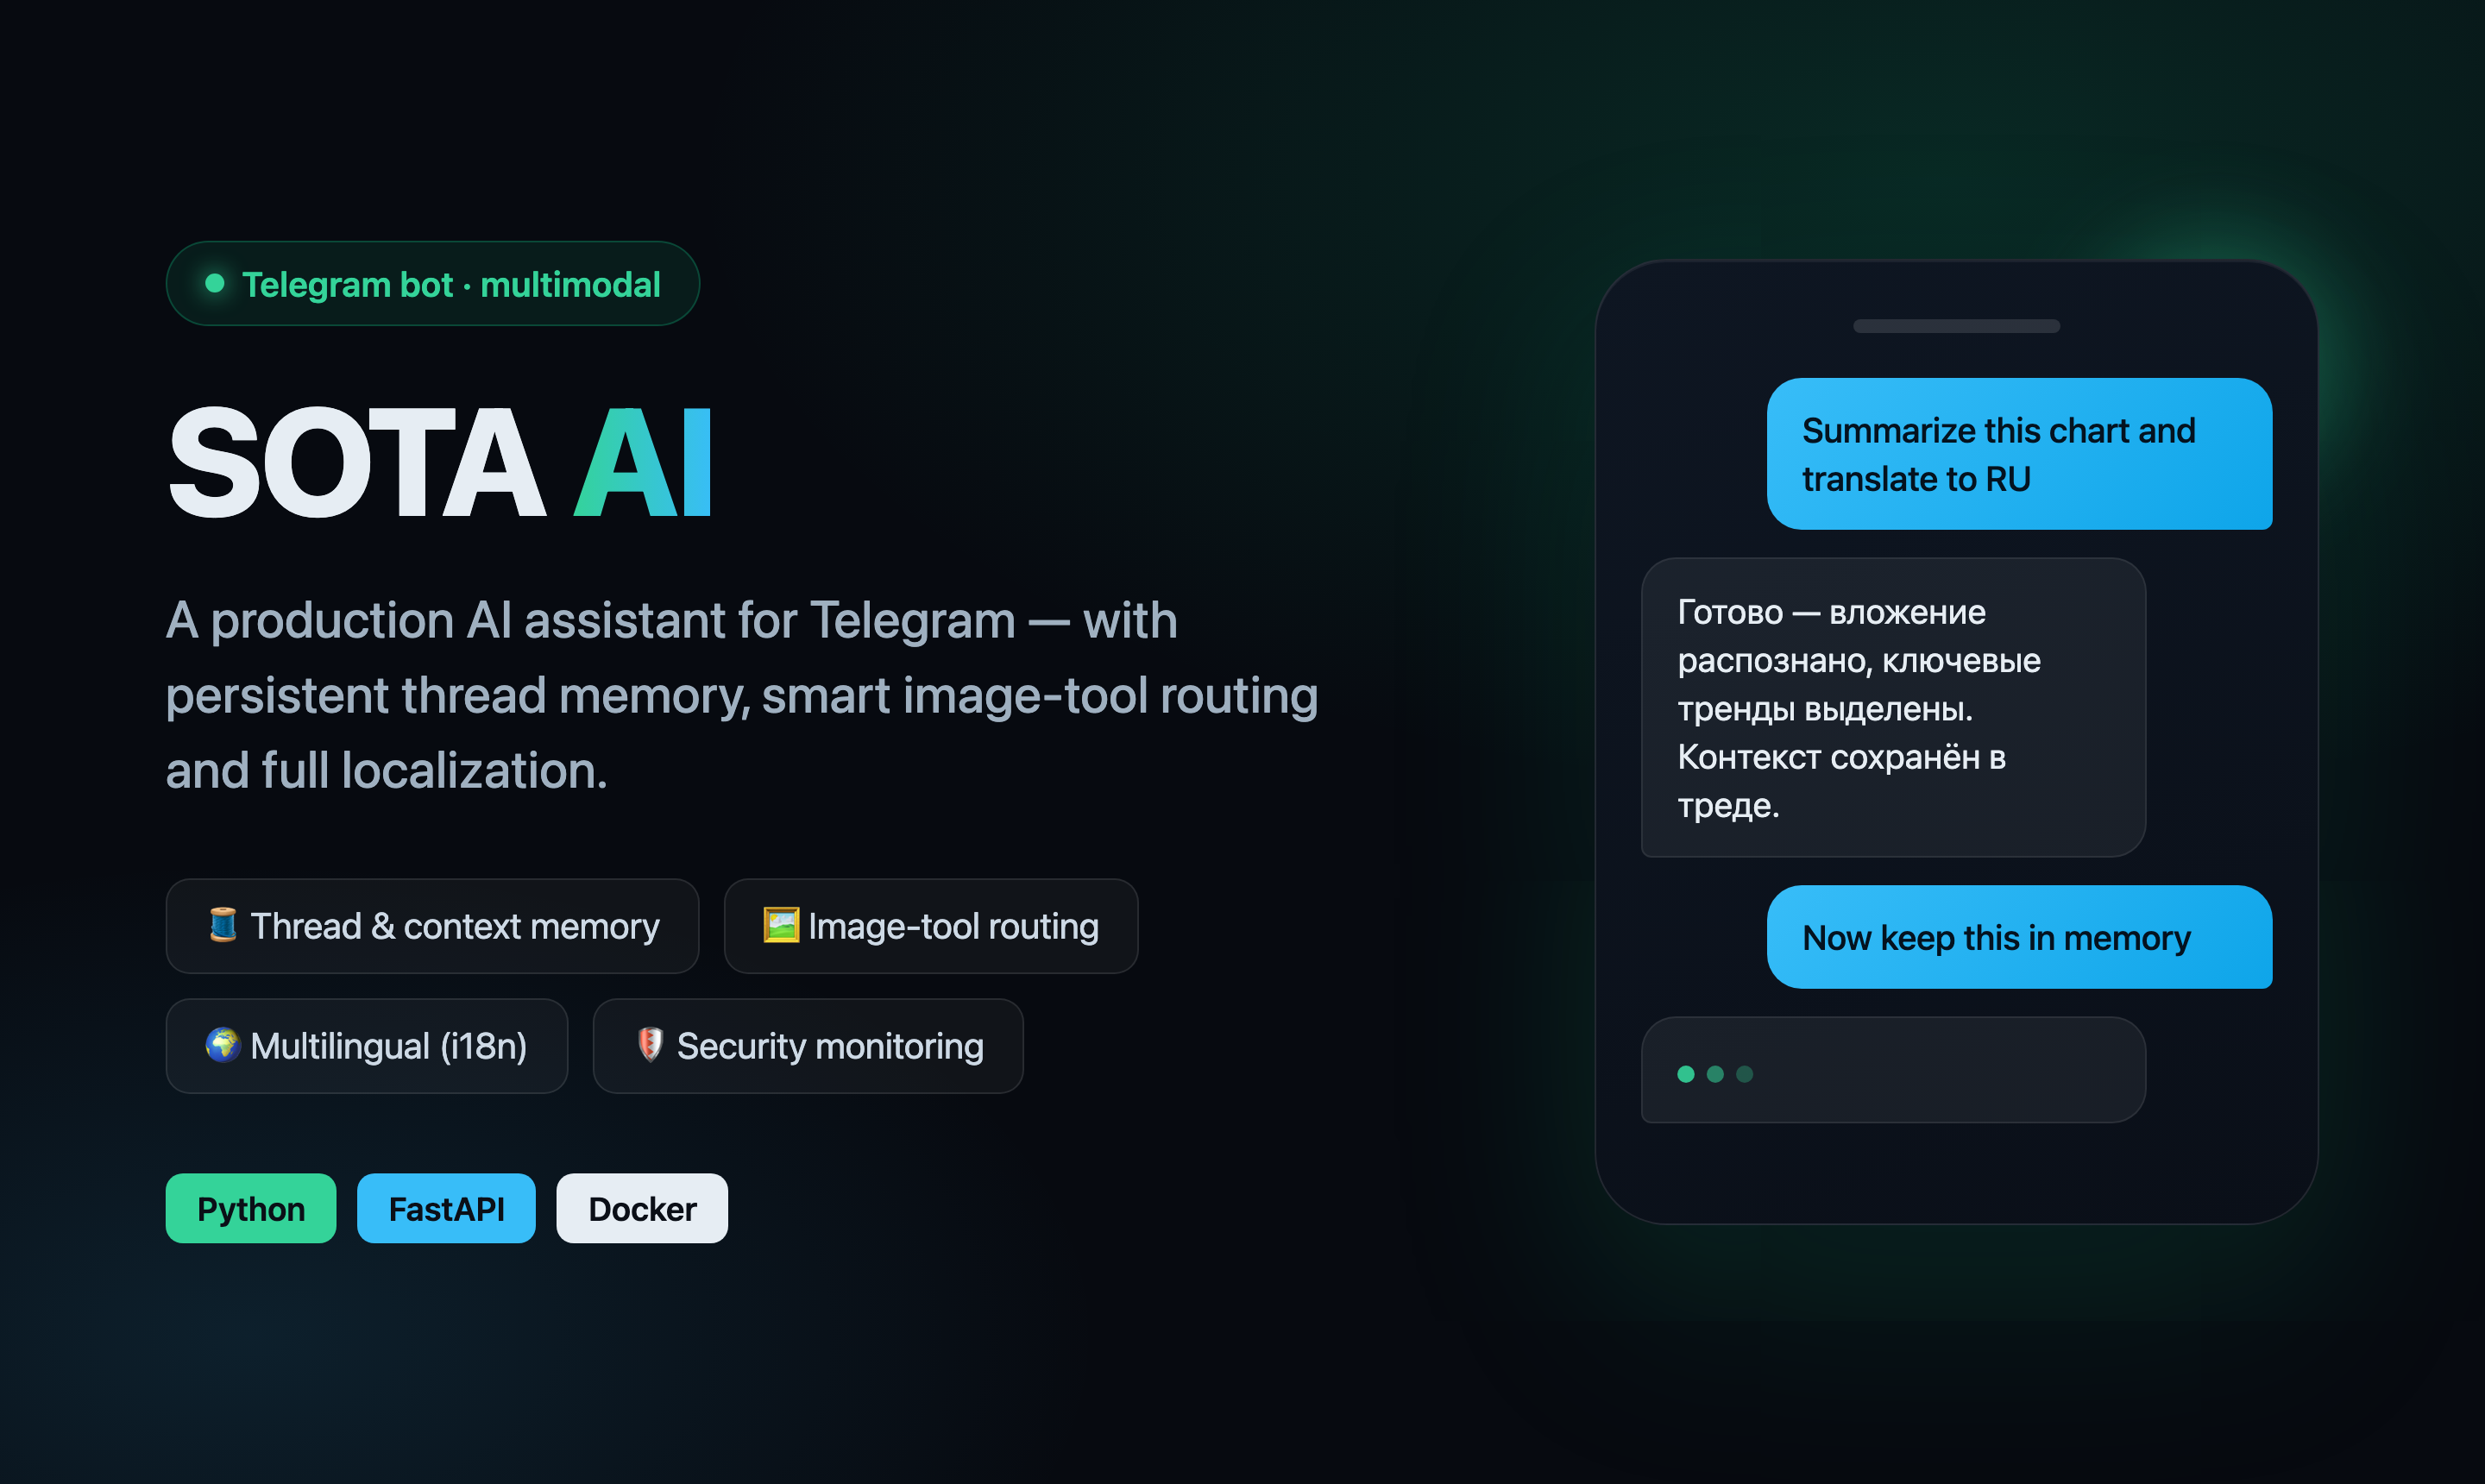 Telegram bot · multimodal
SOTA AI
A production AI assistant for Telegram — with
persistent thread memory, smart image-tool routing
and full localization.
Thread & context memory
Image-tool routing
Multilingual (i18n)
Security monitoring
Python
FastAPI
Docker
Summarize this chart and
translate to RU
Готово — вложение
распознано, ключевые
тренды выделены.
Контекст сохранён в
треде.
Now keep this in memory